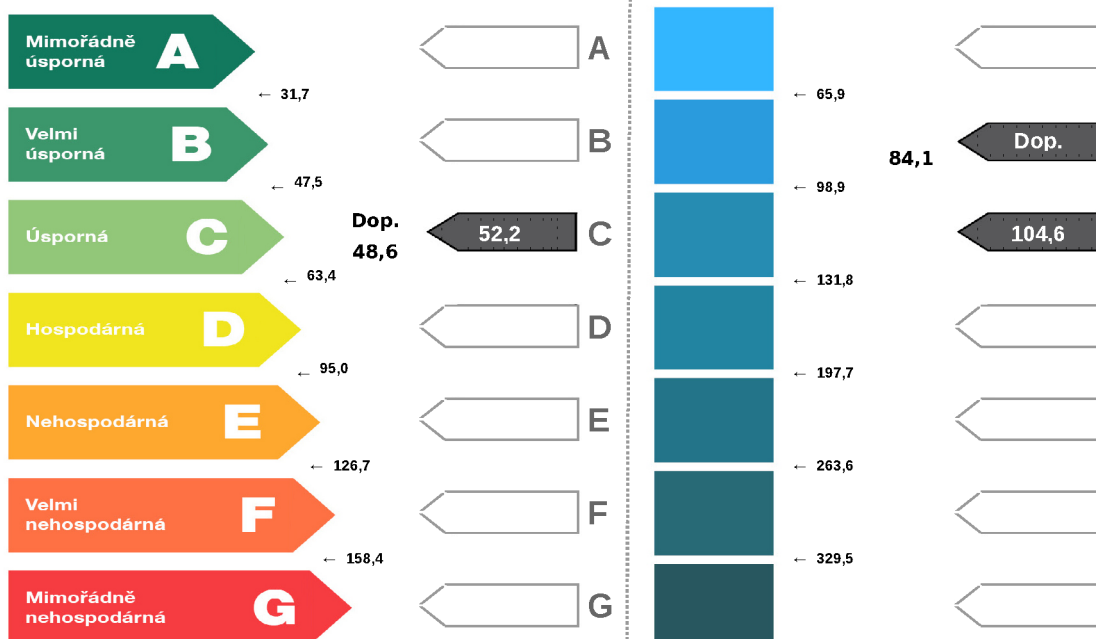 Mimořádně
úsporná
A
A
31,7
65,9
Velmi
úsporná
B
B
Dop.
84,1
47,5
98,9
Úsporná
C
Dop.
48,6
52,2
C
104,6
63,4
131,8
Hospodárná
D
D
95,0
197,7
Nehospodárná
E
E
126,7
263,6
Velmi
nehospodárná
F
F
158,4
329,5
Mimořádně
nehospodárná
G
G